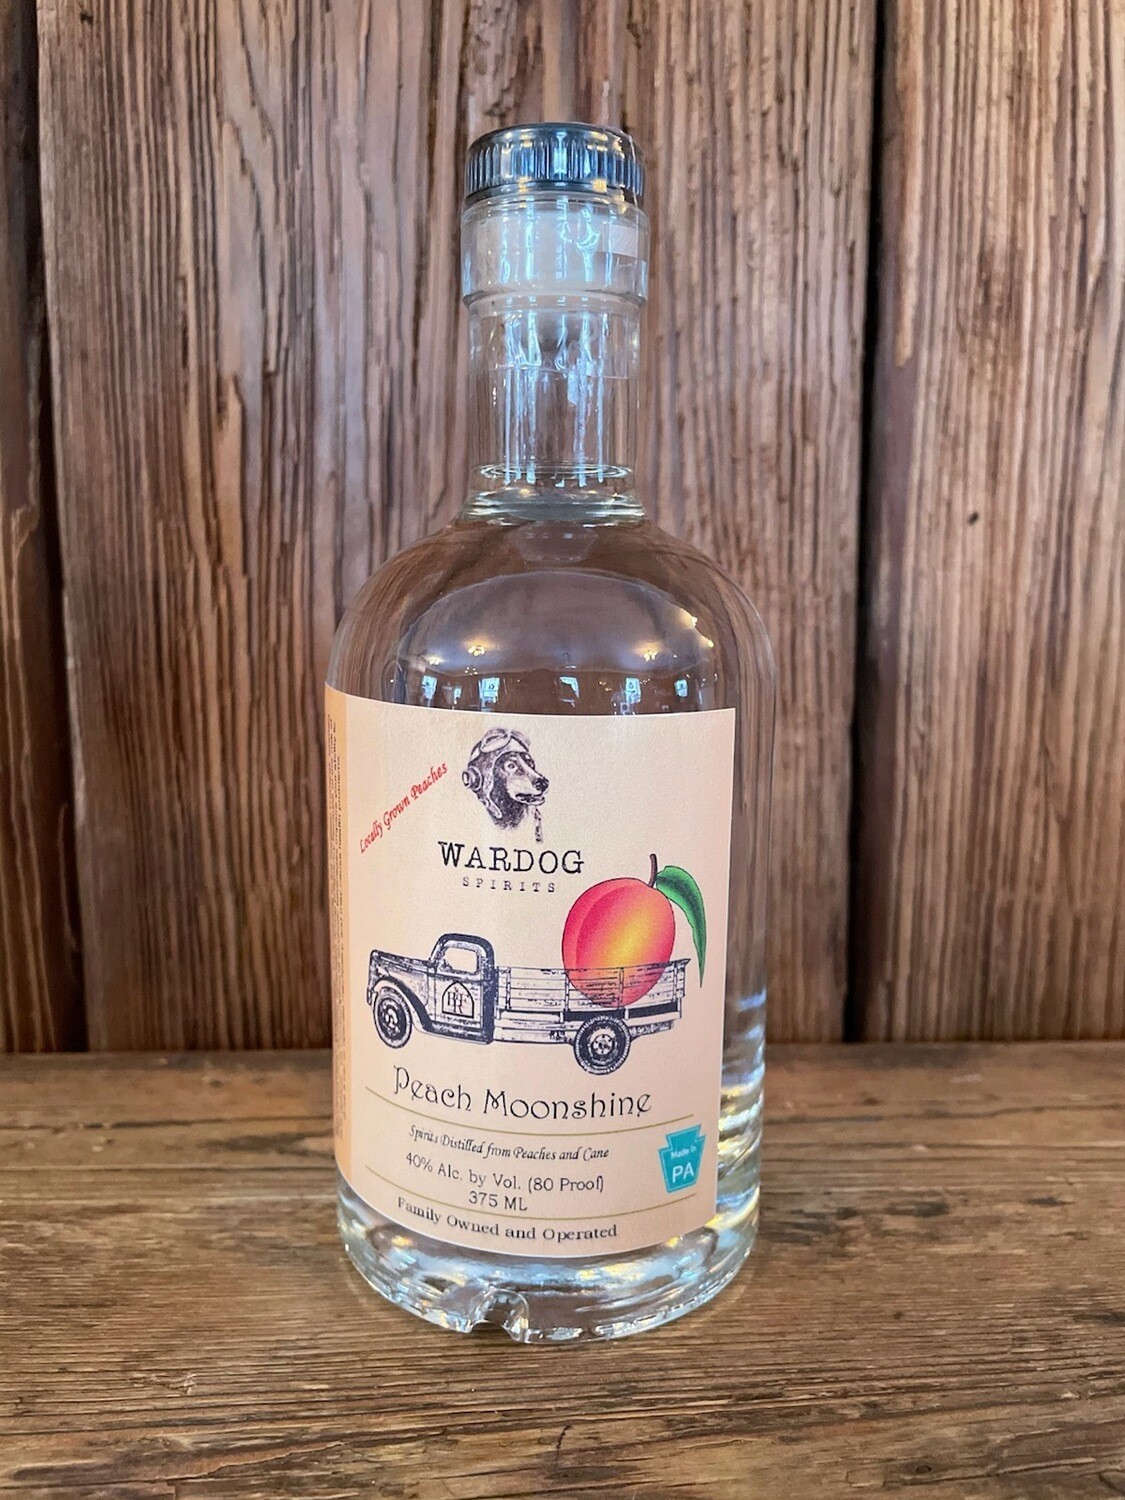 Locally Grown Peaches
WARDOG
SPIRITS
Peach Moonshine
Spirits Distilled from Peaches and Cane
40% Alc. by Vol. (80 Proof)
375 ML
Made in
PA
Family Owned and Operated